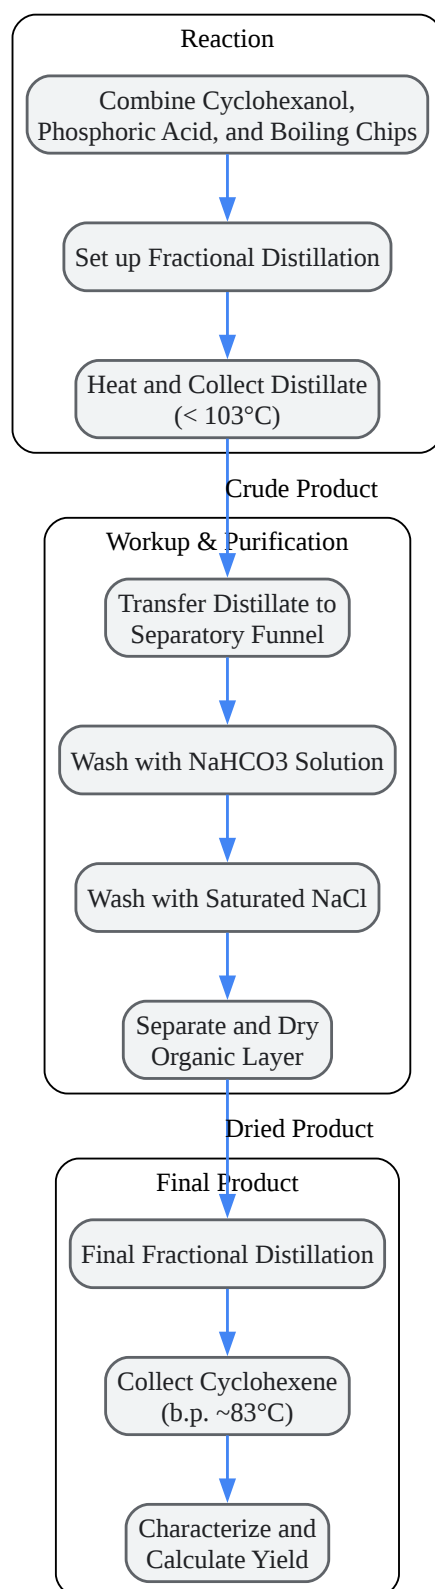 Reaction
Combine Cyclohexanol,
Phosphoric Acid, and Boiling Chips
Set up Fractional Distillation
Heat and Collect Distillate
(< 103°C)
Crude Product
Workup & Purification
Transfer Distillate to
Separatory Funnel
Wash with NaHCO3 Solution
Wash with Saturated NaCl
Separate and Dry
Organic Layer
Dried Product
Final Product
Final Fractional Distillation
Collect Cyclohexene
(b.p. ~83°C)
Characterize and
Calculate Yield